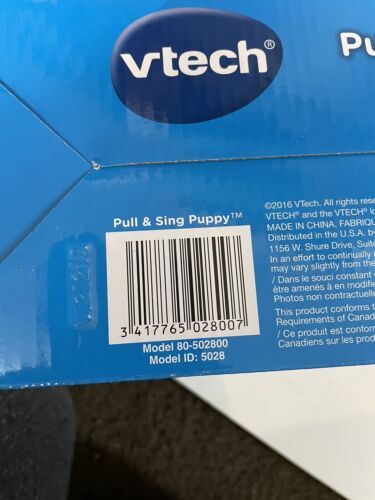 vtech®
Pu
Pull & Sing Puppy™
3 417765 028007
Model 80-502800
Model ID: 5028
©2016 VTech. All rights rese
VTECH® and the VTECH® lo
MADE IN CHINA. FABRIQU
Distributed in the U.S.A. by
1156 W. Shure Drive, Suite
In an effort to continually i
may vary slightly from the
/ Dans le souci constant
être amenés à en modifie
Photos non contractuelle
This product conforms t
Requirements of Canad
/ Ce produit est conform
Canadiens sur les prod